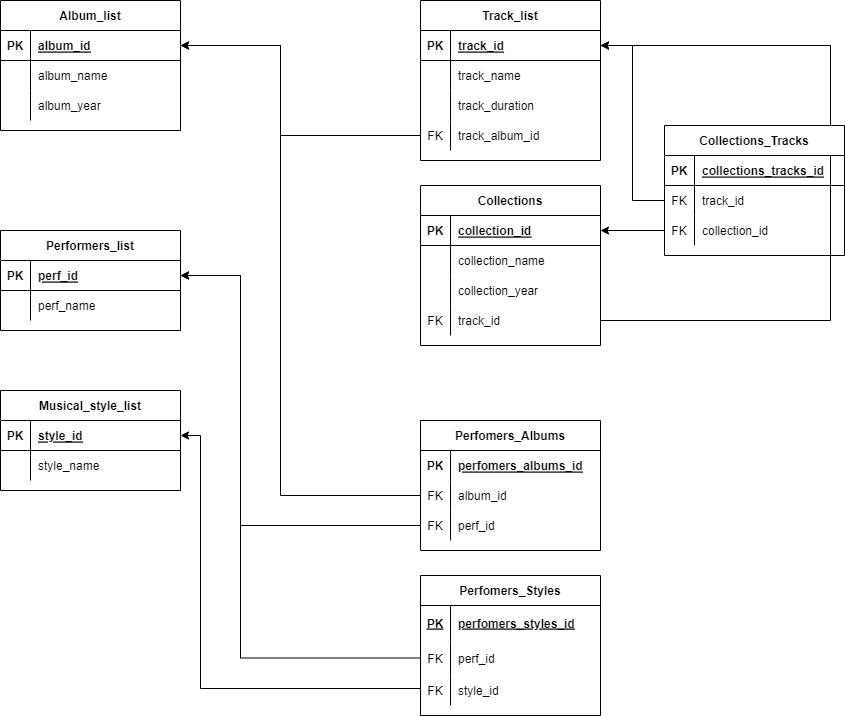 Album_list
PK album_id
album_name
album_year
Track_list
PK track_id
track_name
track_duration
FK track_album_id
Collections_Tracks
PK collections_tracks_id
FK track_id
FK collection_id
Collections
PK collection_id
collection_name
collection_year
FK track_id
Performers_list
PK perf_id
perf_name
Musical_style_list
PK style_id
style_name
Perfomers_Albums
PK perfomers_albums_id
FK album_id
FK perf_id
Perfomers_Styles
PK perfomers_styles_id
FK perf_id
FK style_id